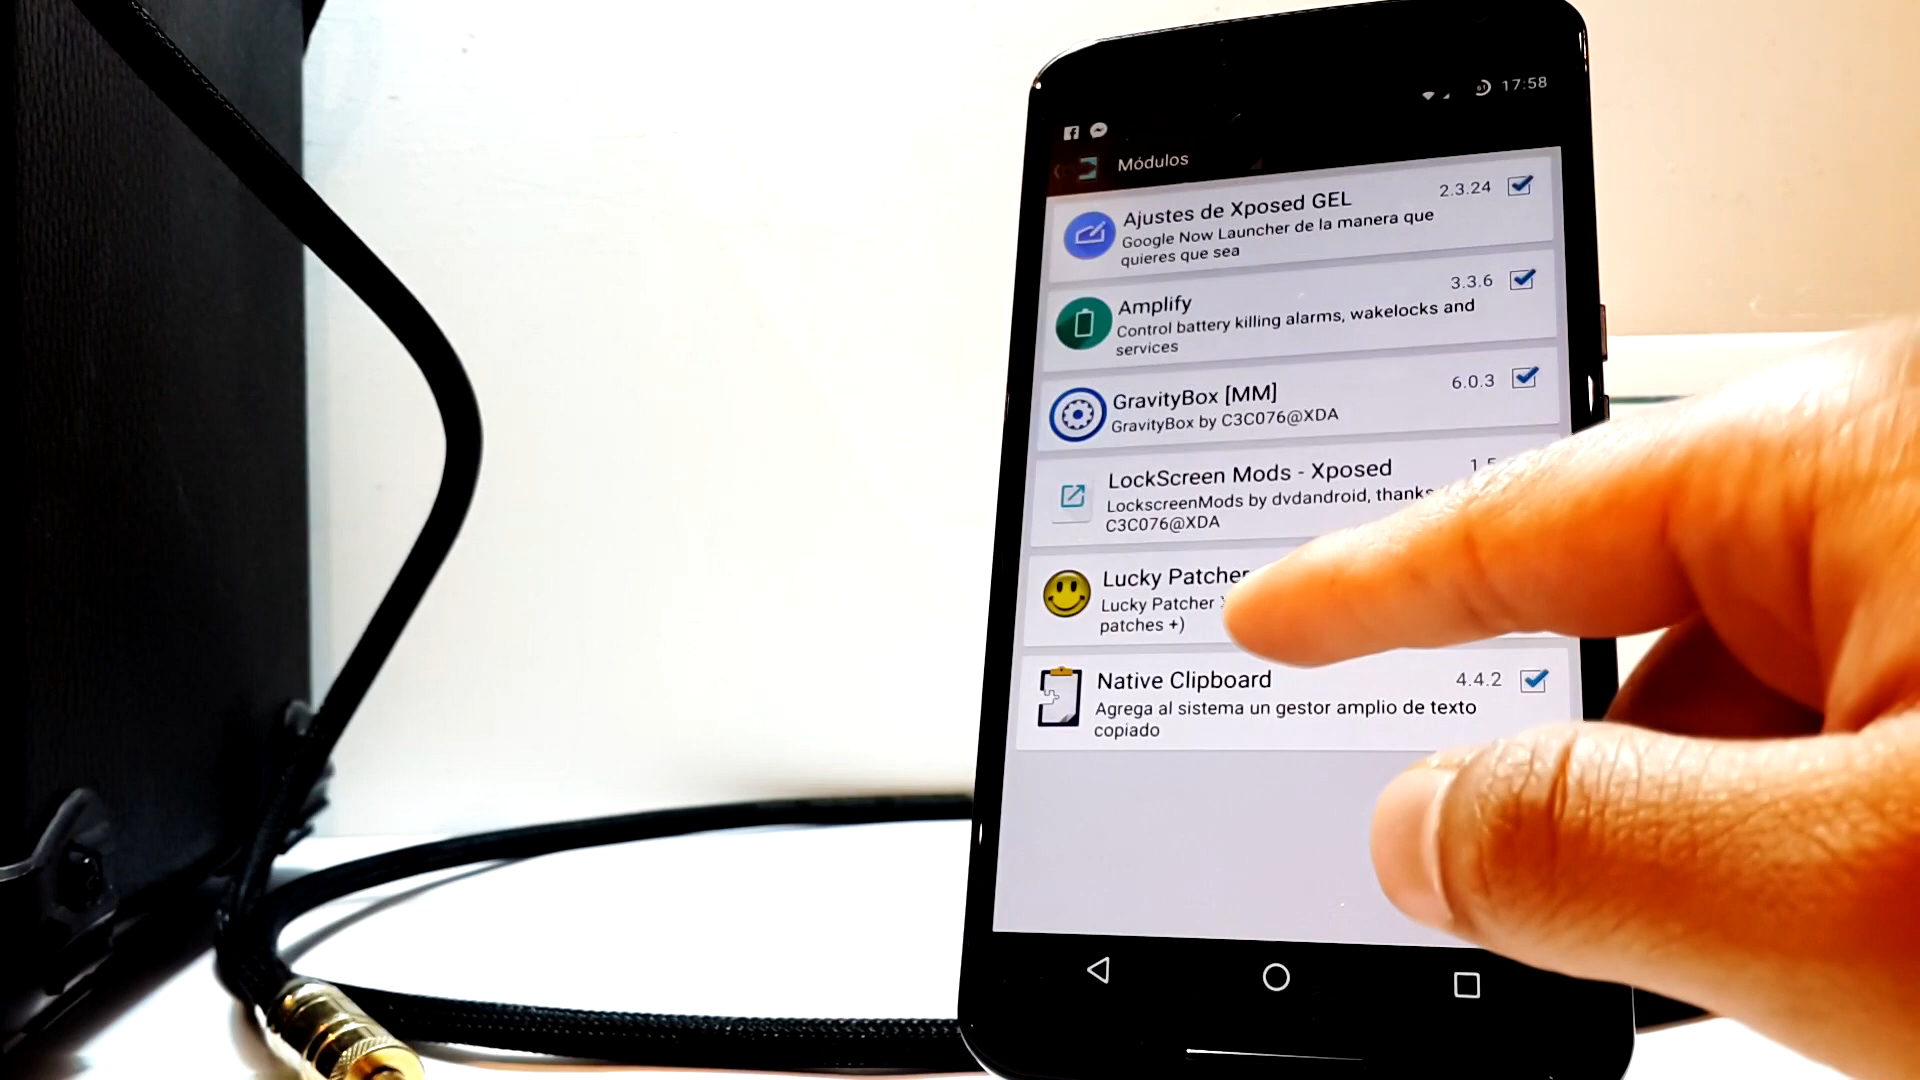 17:58
Módulos
Ajustes de Xposed GEL 2.3.24
Google Now Launcher de la manera que
quieres que sea
Amplify 3.3.6
Control battery killing alarms, wakelocks and
services
GravityBox [MM] 6.0.3
GravityBox by C3C076@XDA
LockScreen Mods - Xposed
LockscreenMods by dvdandroid, thanks
C3C076@XDA
Lucky Patcher
Lucky Patcher
patches +)
Native Clipboard 4.4.2
Agrega al sistema un gestor amplio de texto
copiado